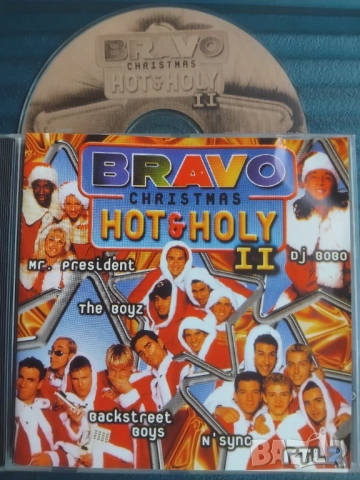 BRAVO
CHRISTMAS
HOT & HOLY
II
BRAVO
CHRISTMAS
HOT & HOLY
II
Mr. President
Dj BoBo
The Boyz
Backstreet
Boys
N'sync
RTL2